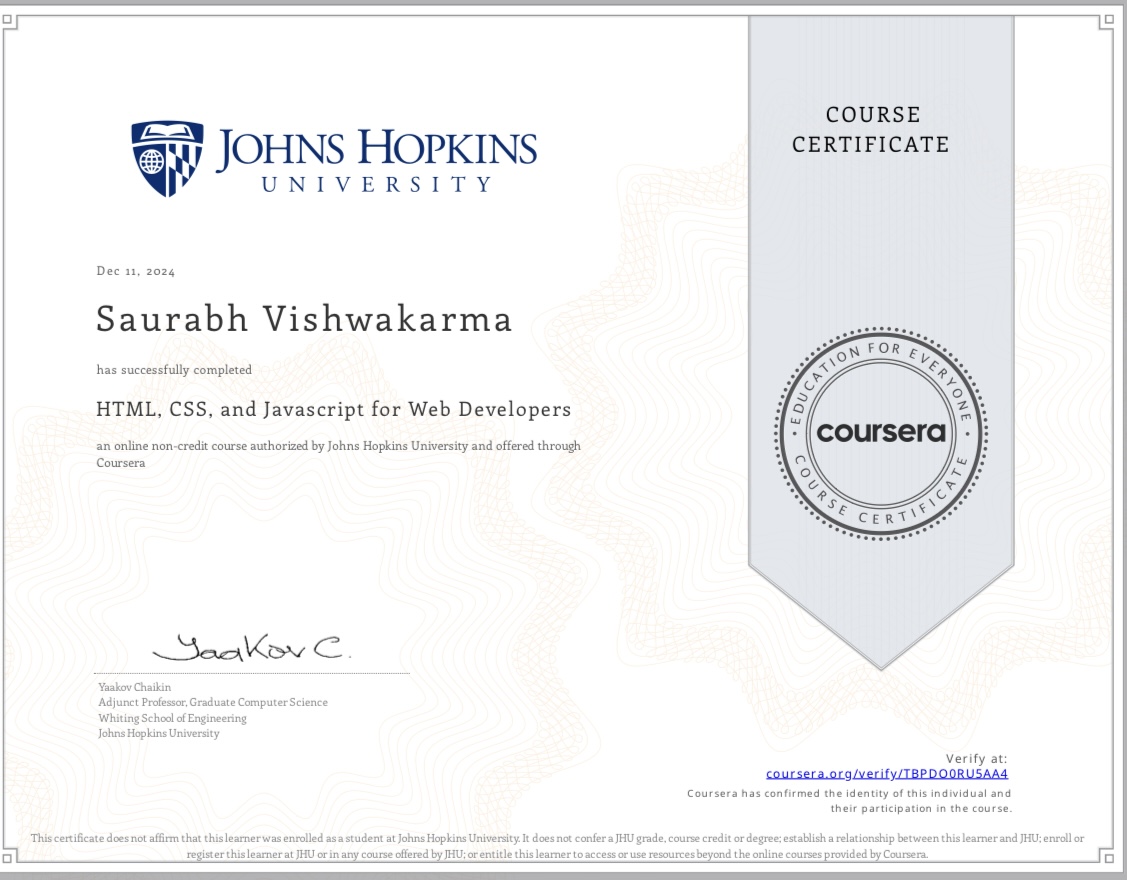 COURSE
CERTIFICATE
JOHNS HOPKINS
UNIVERSITY
Dec 11, 2024
Saurabh Vishwakarma
has successfully completed
HTML, CSS, and Javascript for Web Developers
an online non-credit course authorized by Johns Hopkins University and offered through
Coursera
EDUCATION FOR EVERYONE
coursera
COURSE CERTIFICATE
Yaakov C.
Yaakov Chaikin
Adjunct Professor, Graduate Computer Science
Whiting School of Engineering
Johns Hopkins University
Verify at:
coursera.org/verify/TBPDO0RU5AA4
Coursera has confirmed the identity of this individual and
their participation in the course.
This certificate does not affirm that this learner was enrolled as a student at Johns Hopkins University. It does not confer a JHU grade, course credit or degree; establish a relationship between this learner and JHU; enroll or
register this learner at JHU or in any course offered by JHU; or entitle this learner to access or use resources beyond the online courses provided by Coursera.